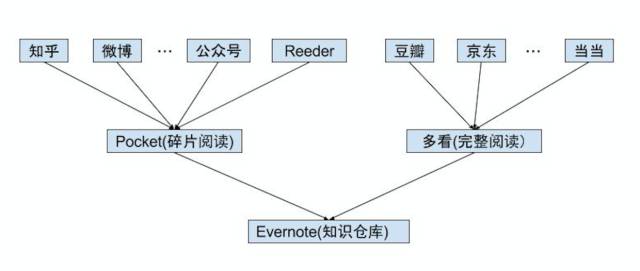 知乎
微博
…
公众号
Reeder
豆瓣
京东
…
当当
Pocket(碎片阅读)
多看(完整阅读）
Evernote(知识仓库)